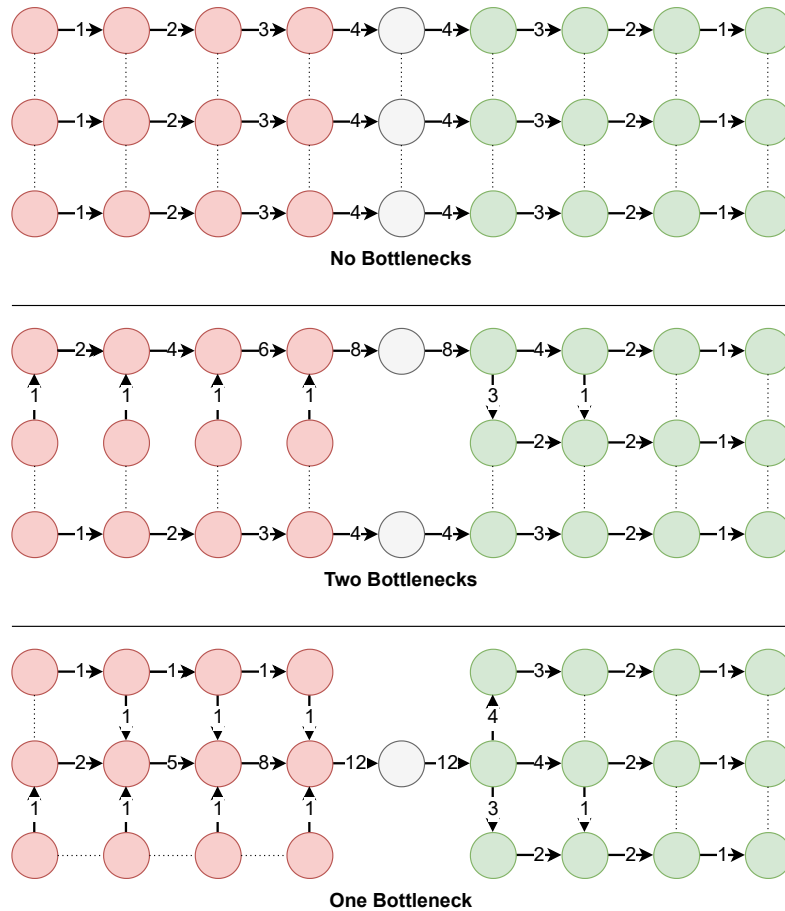 1 2 3 4 4 3 2 1
1 2 3 4 4 3 2 1
1 2 3 4 4 3 2 1
No Bottlenecks
2 4 6 8 8 4 2 1
1 1 1 1 3 1
2 2 1
1 2 3 4 4 3 2 1
Two Bottlenecks
1 1 1 3 2 1
1 1 1 4
2 5 8 12 12 4 2 1
1 1 1 1 3 1
2 2 1
One Bottleneck